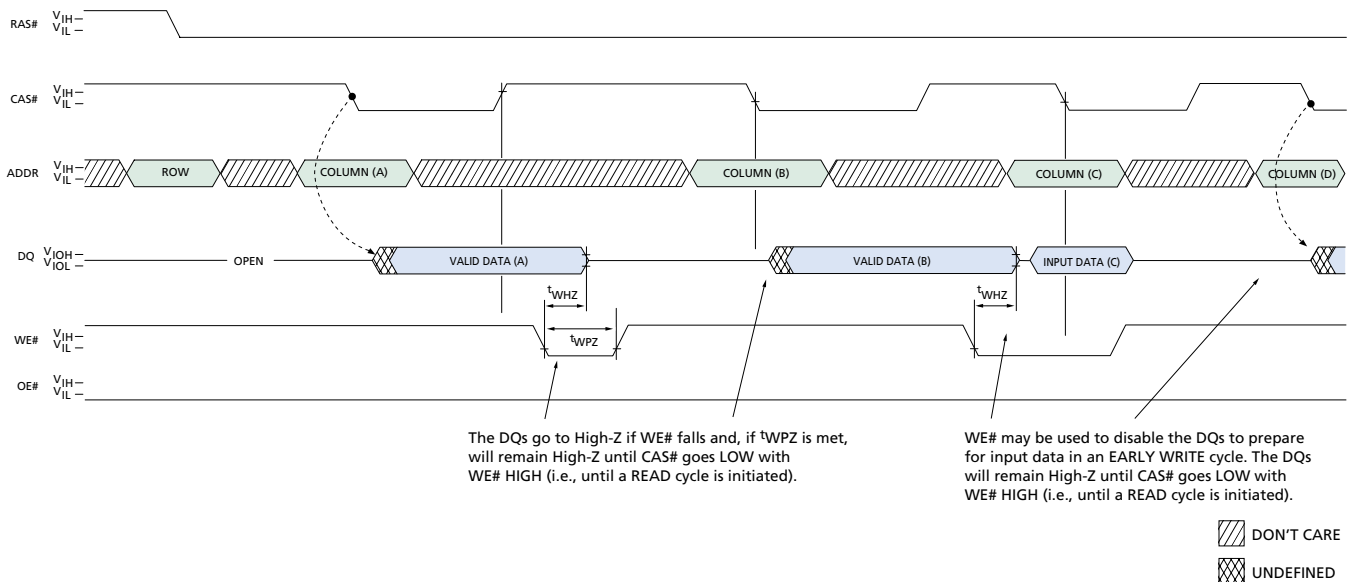 RAS# VIH VIL
CAS# VIH VIL
ADDR VIH VIL ROW COLUMN (A) COLUMN (B) COLUMN (C) COLUMN (D)
DQ VIOH VIOL OPEN VALID DATA (A) VALID DATA (B) INPUT DATA (C)
tWHZ tWHZ
tWPZ
WE# VIH VIL
OE# VIH VIL
The DQs go to High-Z if WE# falls and, if tWPZ is met,
will remain High-Z until CAS# goes LOW with
WE# HIGH (i.e., until a READ cycle is initiated).
WE# may be used to disable the DQs to prepare
for input data in an EARLY WRITE cycle. The DQs
will remain High-Z until CAS# goes LOW with
WE# HIGH (i.e., until a READ cycle is initiated).
DON'T CARE
UNDEFINED